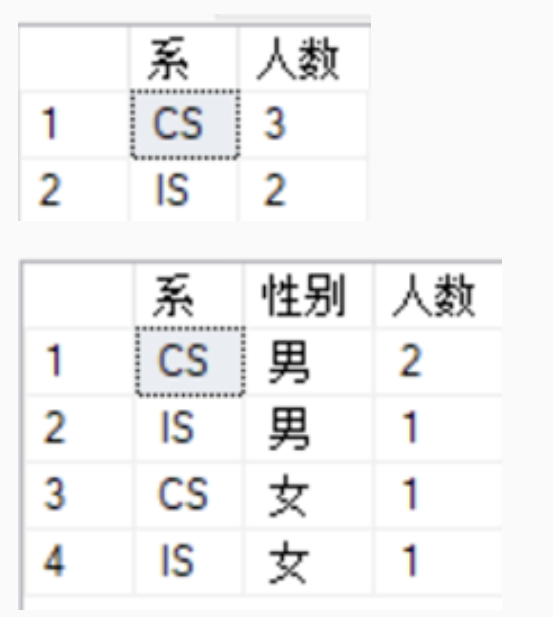 系 人数
1 CS 3
2 IS 2
系 性别 人数
1 CS 男 2
2 IS 男 1
3 CS 女 1
4 IS 女 1